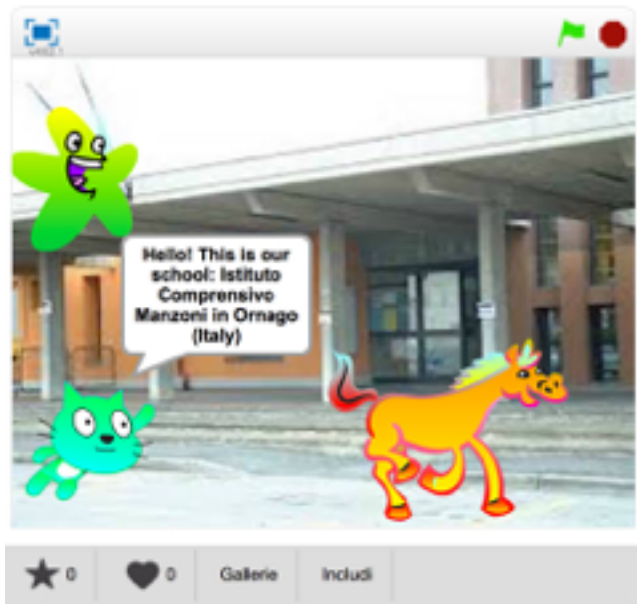 Hello! This is our
school: Istituto
Comprensivo
Manzoni in Ornago
(Italy)
0
0
Gallerie
Includi